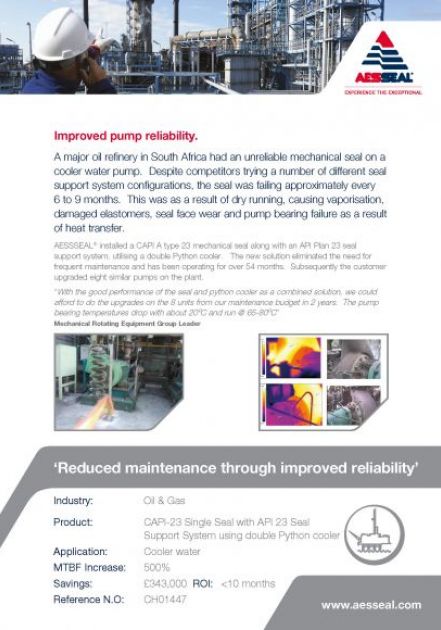 AESSEAL®
EXPERIENCE THE EXCEPTIONAL
Improved pump reliability.
A major oil refinery in South Africa had an unreliable mechanical seal on a
cooler water pump. Despite competitors trying a number of different seal
support system configurations, the seal was failing approximately every
6 to 9 months. This was as a result of dry running, causing vaporisation,
damaged elastomers, seal face wear and pump bearing failure as a result
of heat transfer.
AESSSEAL® installed a CAPI A type 23 mechanical seal along with an API Plan 23 seal
support system, utilising a double Python cooler. The new solution eliminated the need for
frequent maintenance and has been operating for over 54 months. Subsequently the customer
upgraded eight similar pumps on the plant.
"With the good performance of the seal and python cooler as a combined solution, we could
afford to do the upgrades on the 8 units from our maintenance budget in 2 years. The pump
bearing temperatures drop with about 20°C and run @ 65-80°C"
Mechanical Rotating Equipment Group Leader
‘Reduced maintenance through improved reliability’
Industry: Oil & Gas
Product: CAPI-23 Single Seal with API 23 Seal
Support System using double Python cooler
Application: Cooler water
MTBF Increase: 500%
Savings: £343,000 ROI: <10 months
Reference N.O: CH01447
www.aesseal.com